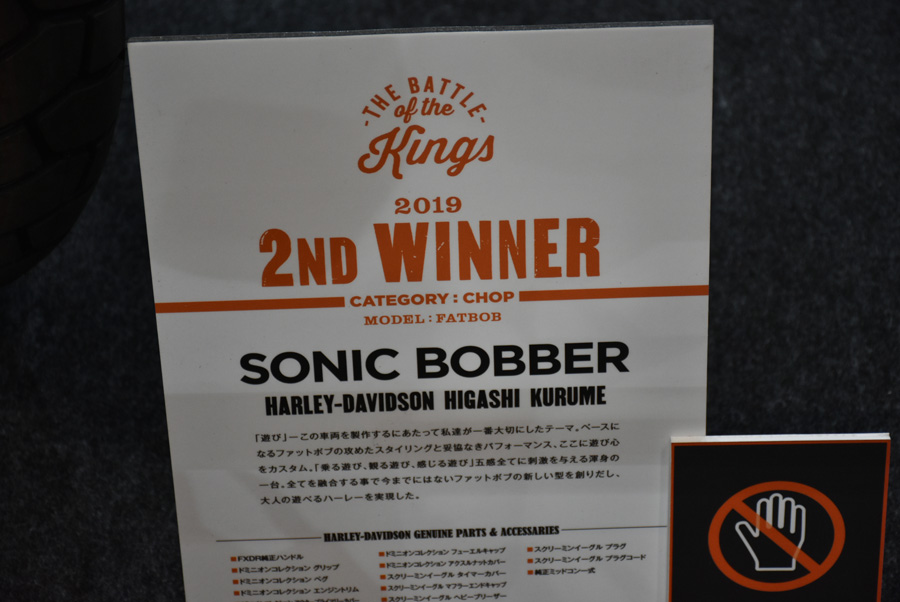 THE BATTLE
of the
Kings
2019
2ND WINNER
CATEGORY : CHOP
MODEL : FATBOB
SONIC BOBBER
HARLEY-DAVIDSON HIGASHI KURUME
「遊び」ーこの車両を製作するにあたって私達が一番大切にしたテーマ。ベースに
なるファットボブの攻めたスタイリングと妥協なきパフォーマンス、ここに遊び心
をカスタム。「乗る遊び、観る遊び、感じる遊び」五感全てに刺激を与える渾身の
一台。全てを融合する事で今までにはないファットボブの新しい型を創りだし、
大人の遊べるハーレーを実現した。
HARLEY-DAVIDSON GENUINE PARTS & ACCESSARIES
■FXDR純正ハンドル
■ドミニオンコレクション グリップ
■ドミニオンコレクション ペグ
■ドミニオンコレクション エンジントリム
■ドミニオンコレクション フューエルキャップ
■ドミニオンコレクション アクスルナットカバー
■スクリーミンイーグル タイマーカバー
■スクリーミンイーグル マフラーエンドキャップ
■スクリーミンイーグル ヘビーブリーザー
■スクリーミンイーグル プラグ
■スクリーミンイーグル プラグコード
■純正ミッドコン一式